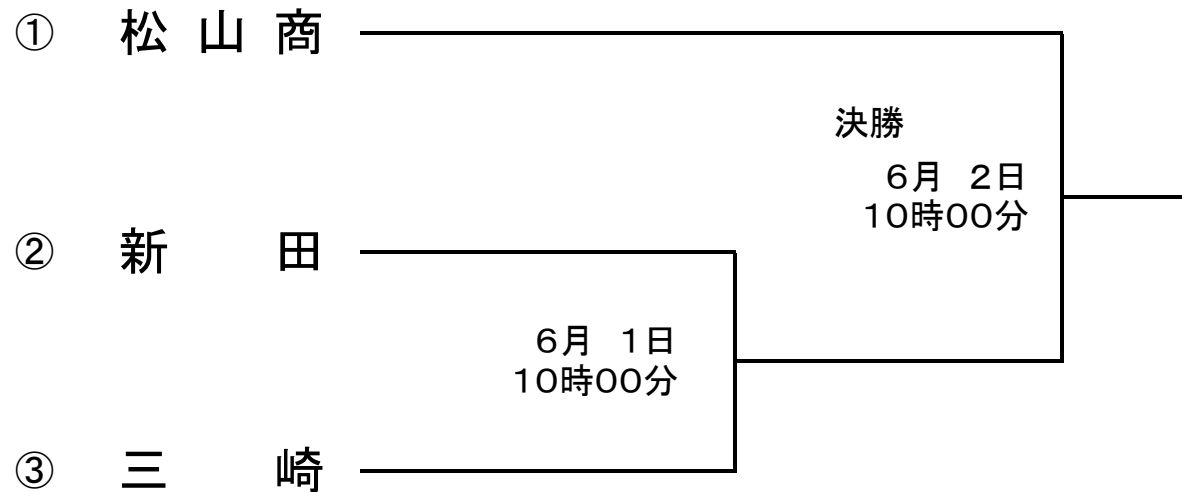 ① 松山商
決勝
６月　２日
１０時００分
② 新　田
６月　１日
１０時００分
③ 三　崎